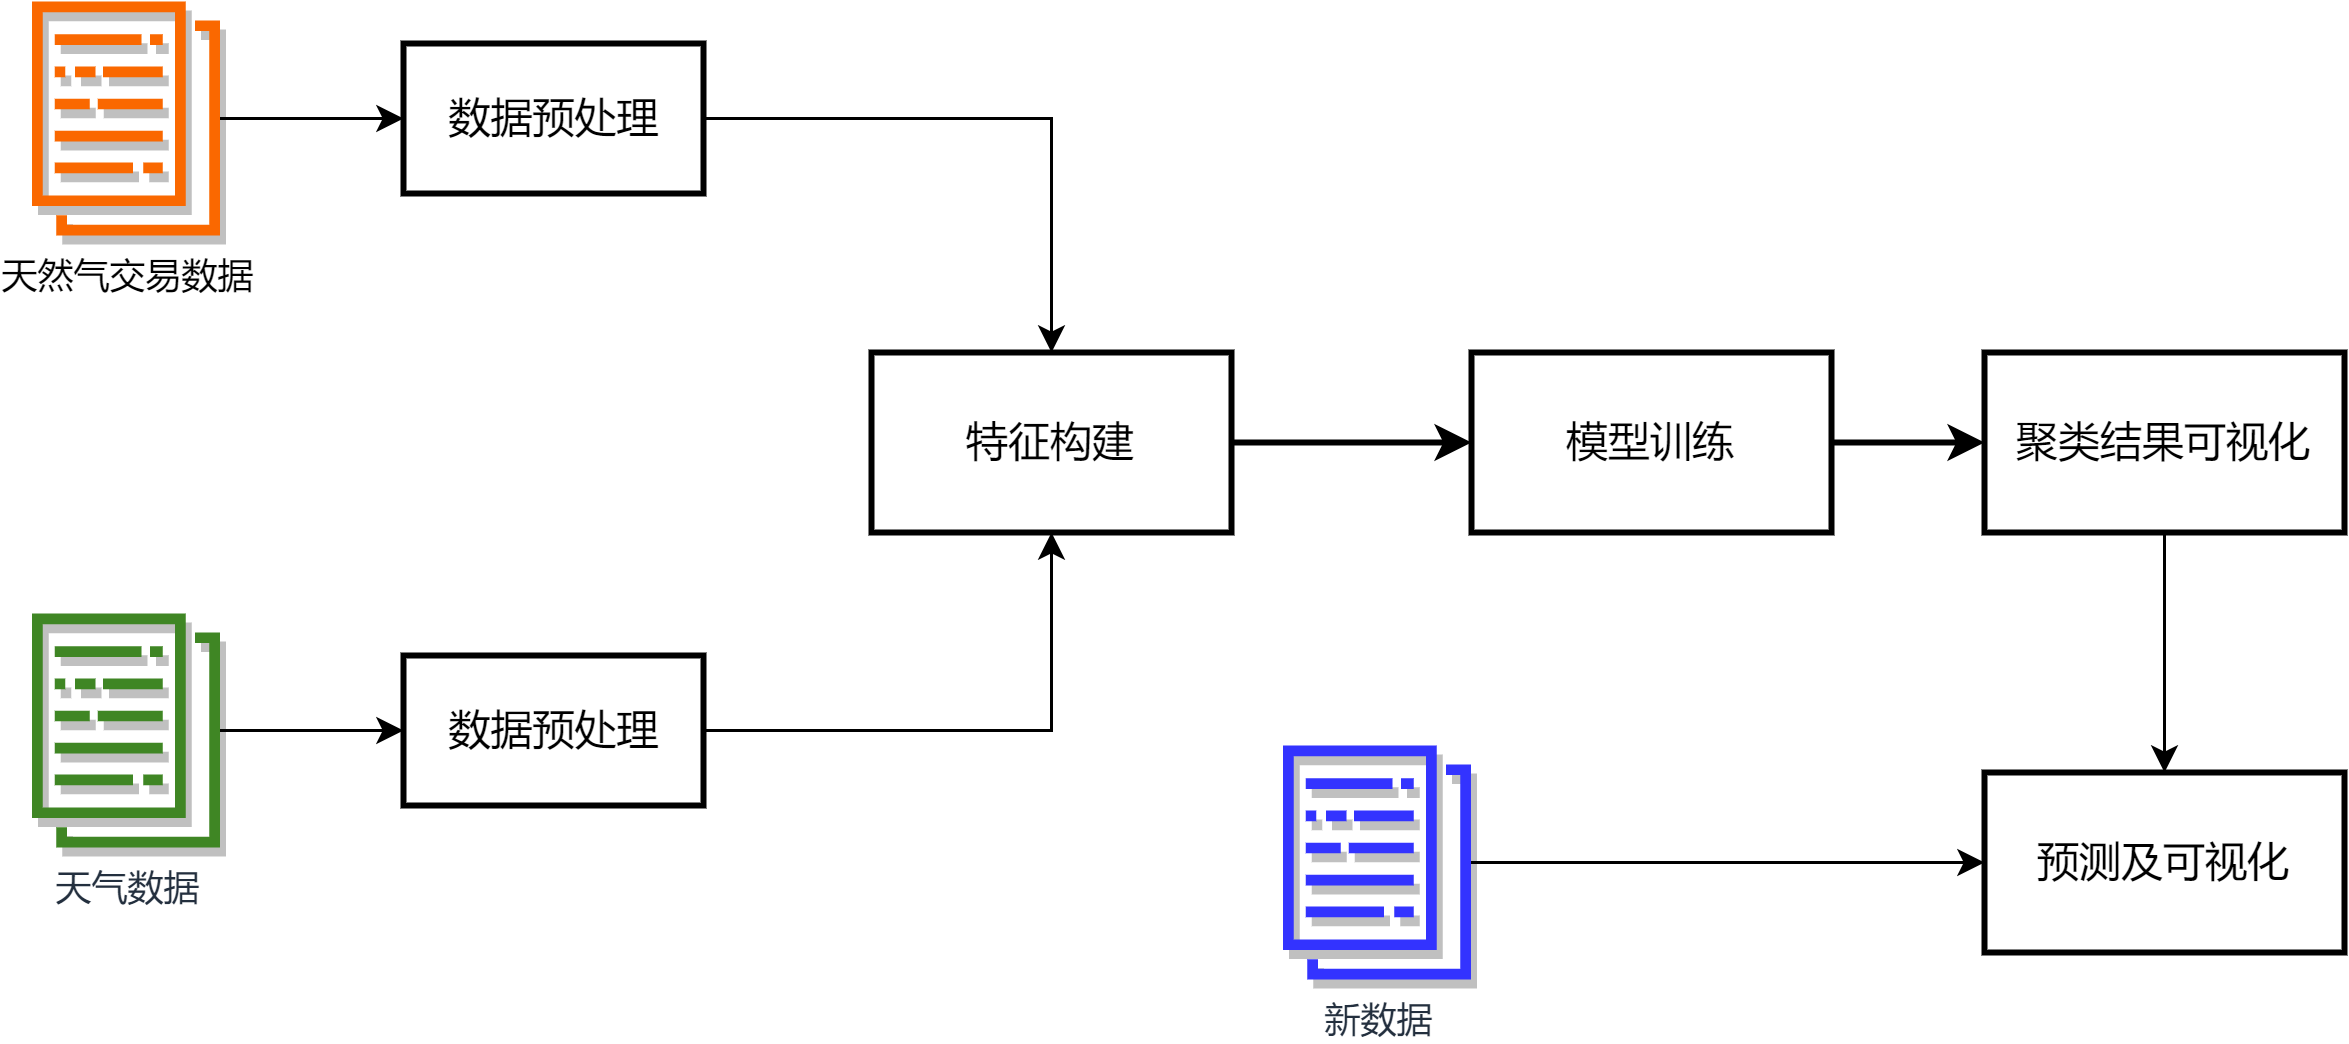 数据预处理
天然气交易数据
特征构建
模型训练
聚类结果可视化
数据预处理
天气数据
预测及可视化
新数据